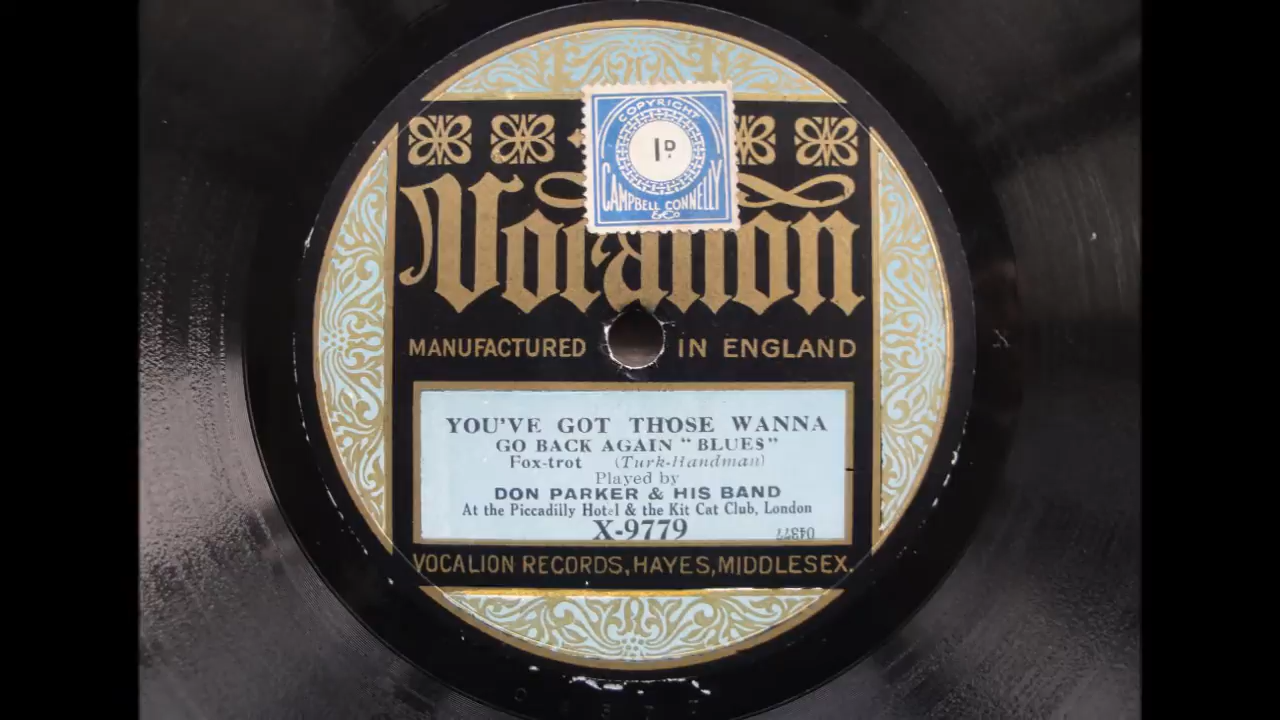 COPYRIGHT
1D.
CAMPBELL CONNELLY
& Co
Vocalion
MANUFACTURED IN ENGLAND
YOU'VE GOT THOSE WANNA
GO BACK AGAIN "BLUES"
Fox-trot (Turk-Handman)
Played by
DON PARKER & HIS BAND
At the Piccadilly Hotel & the Kit Cat Club, London
X-9779
04377
VOCALION RECORDS, HAYES, MIDDLESEX.